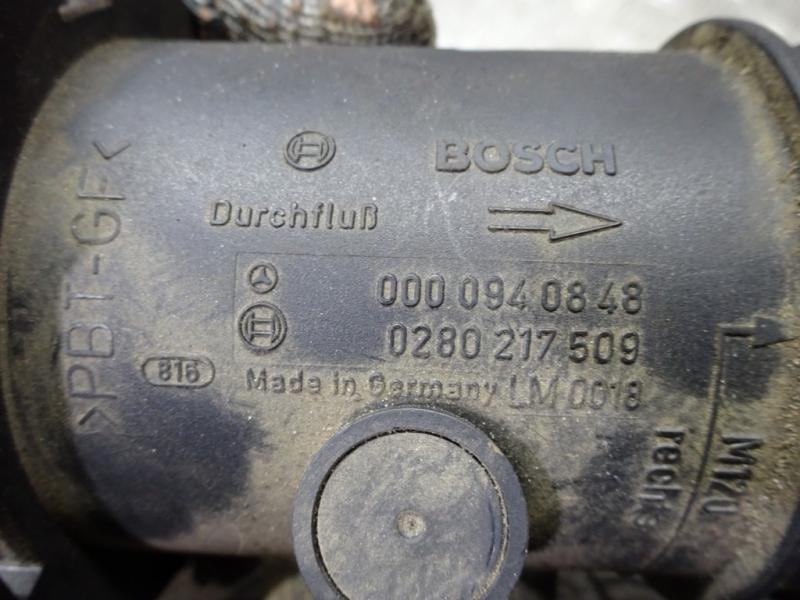 BOSCH
Durchfluß
000 094 08 48
0280 217 509
Made in Germany LM 0018
816
>PBT-GF<
M120
rechts